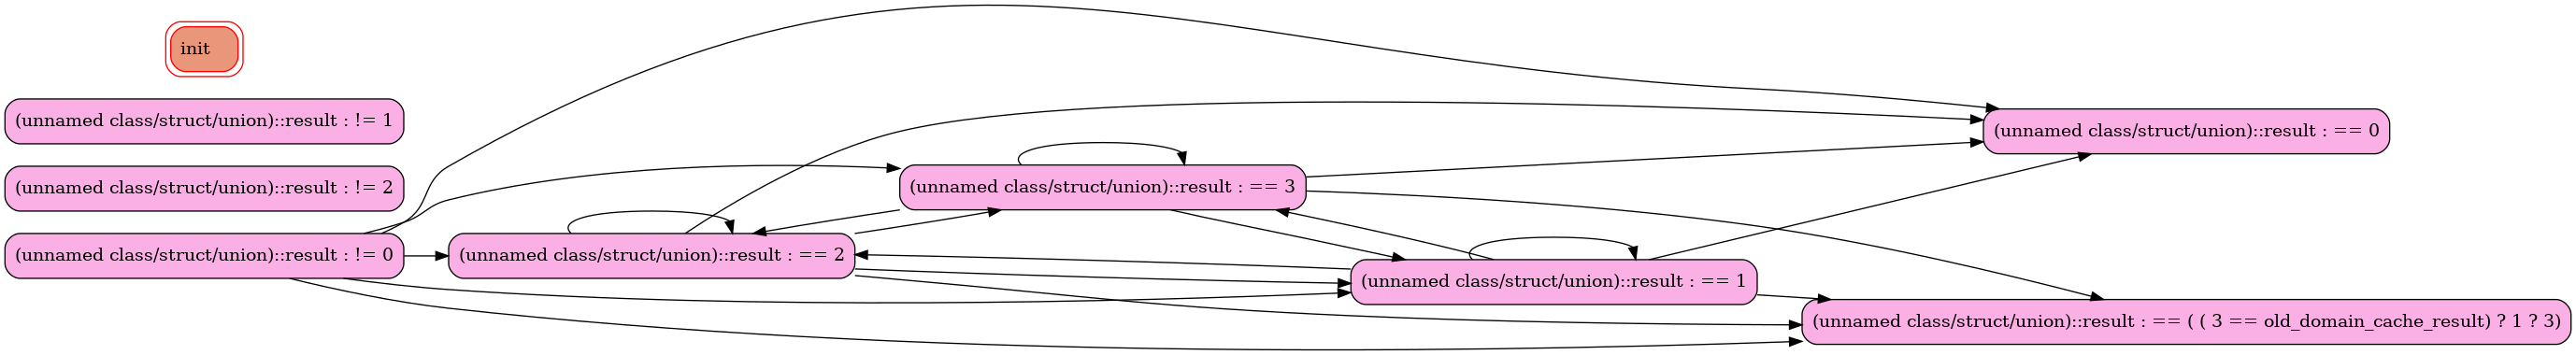 init
(unnamed class/struct/union)::result : != 1
(unnamed class/struct/union)::result : != 2
(unnamed class/struct/union)::result : != 0
(unnamed class/struct/union)::result : == 2
(unnamed class/struct/union)::result : == 3
(unnamed class/struct/union)::result : == 1
(unnamed class/struct/union)::result : == 0
(unnamed class/struct/union)::result : == ( ( 3 == old_domain_cache_result) ? 1 ? 3)